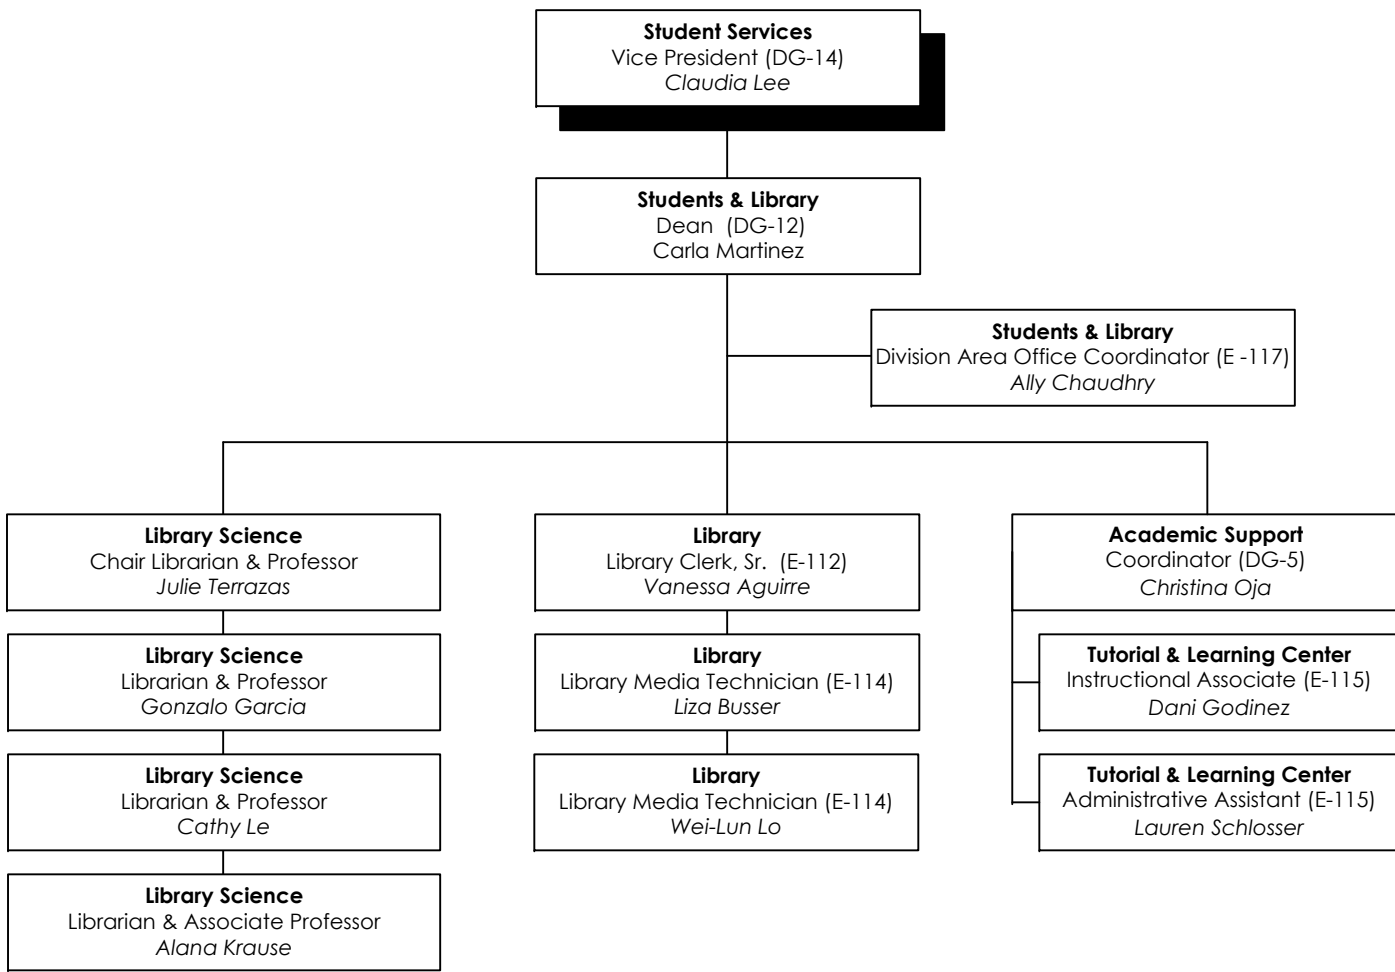 Student Services
Vice President (DG-14)
Claudia Lee
Students & Library
Dean  (DG-12)
Carla Martinez
Students & Library
Division Area Office Coordinator (E -117)
Ally Chaudhry
Library Science
Chair Librarian & Professor
Julie Terrazas
Library Science
Librarian & Professor
Gonzalo Garcia
Library Science
Librarian & Professor
Cathy Le
Library Science
Librarian & Associate Professor
Alana Krause
Library
Library Clerk, Sr.  (E-112)
Vanessa Aguirre
Library
Library Media Technician (E-114)
Liza Busser
Library
Library Media Technician (E-114)
Wei-Lun Lo
Academic Support
Coordinator (DG-5)
Christina Oja
Tutorial & Learning Center
Instructional Associate (E-115)
Dani Godinez
Tutorial & Learning Center
Administrative Assistant (E-115)
Lauren Schlosser